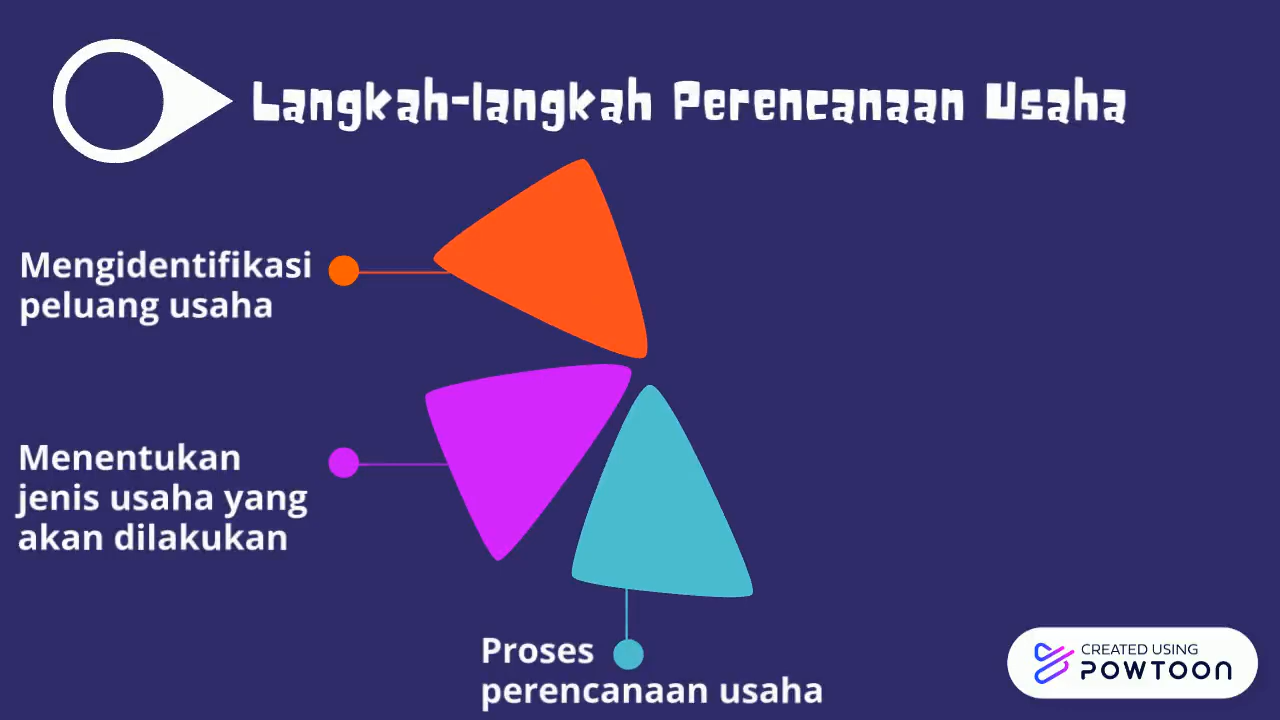 Langkah-langkah Perencanaan Usaha
Mengidentifikasi
peluang usaha
Menentukan
jenis usaha yang
akan dilakukan
Proses
perencanaan usaha
CREATED USING
POWTOON